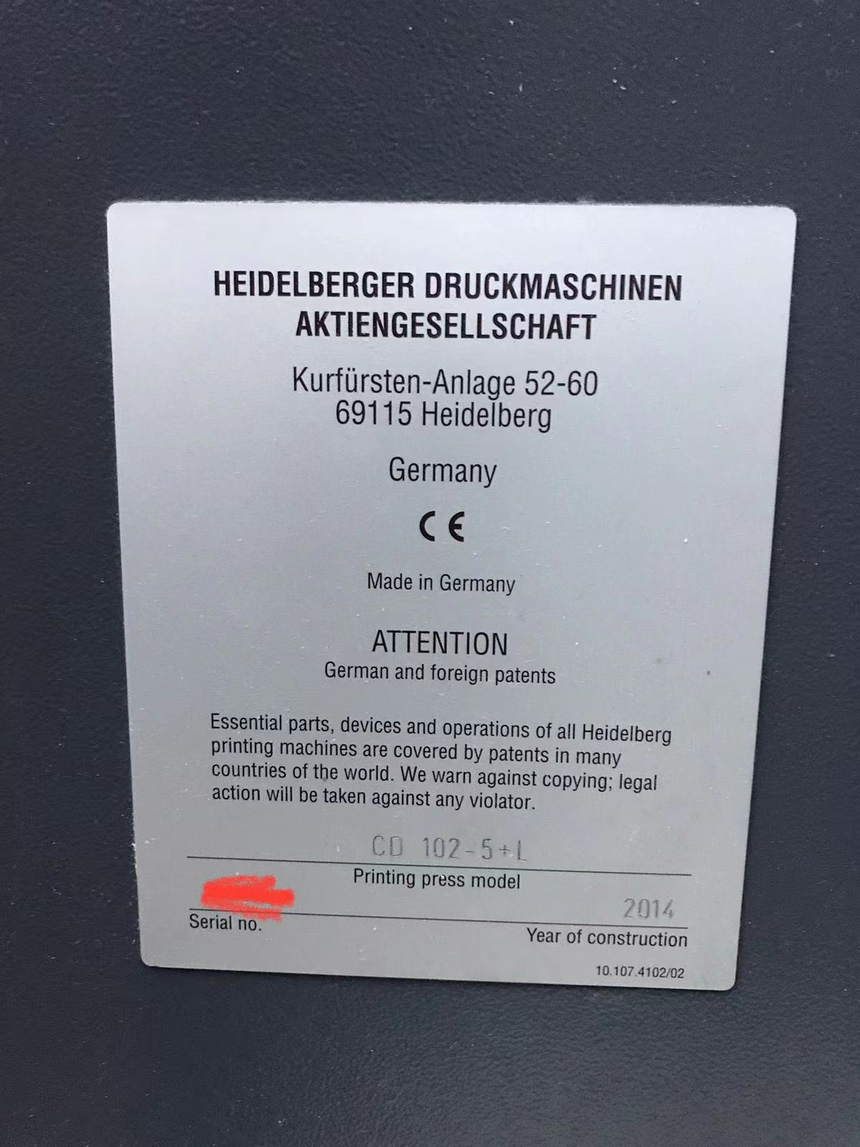 HEIDELBERGER DRUCKMASCHINEN
AKTIENGESELLSCHAFT
Kurfürsten-Anlage 52-60
69115 Heidelberg
Germany
CE
Made in Germany
ATTENTION
German and foreign patents
Essential parts, devices and operations of all Heidelberg
printing machines are covered by patents in many
countries of the world. We warn against copying; legal
action will be taken against any violator.
CD 102-5+L
Printing press model
2014
Serial no.
Year of construction
10.107.4102/02